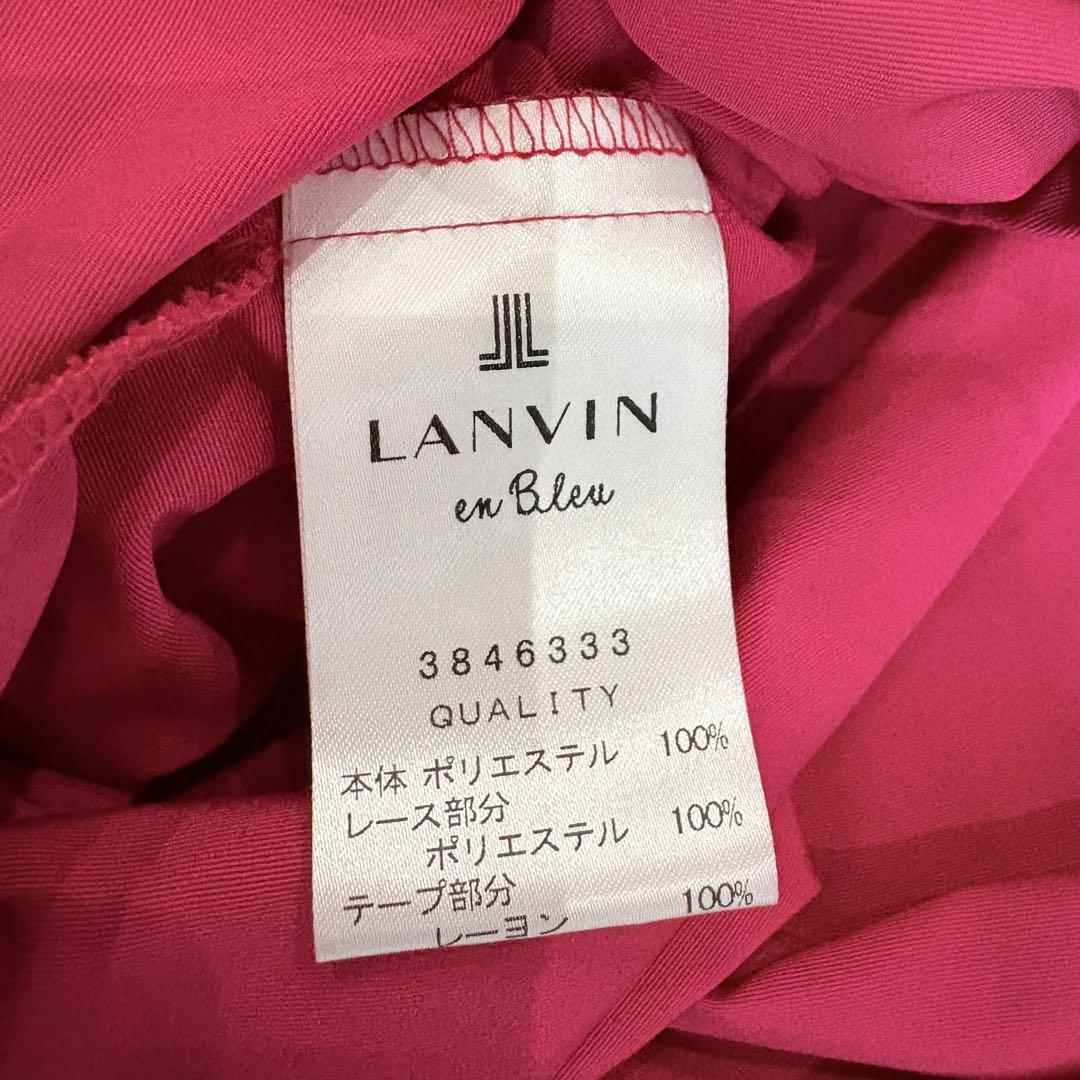 LANVIN
en Bleu
3846333
QUALITY
本体 ポリエステル 100%
レース部分
ポリエステル 100%
テープ部分
レーヨン 100%